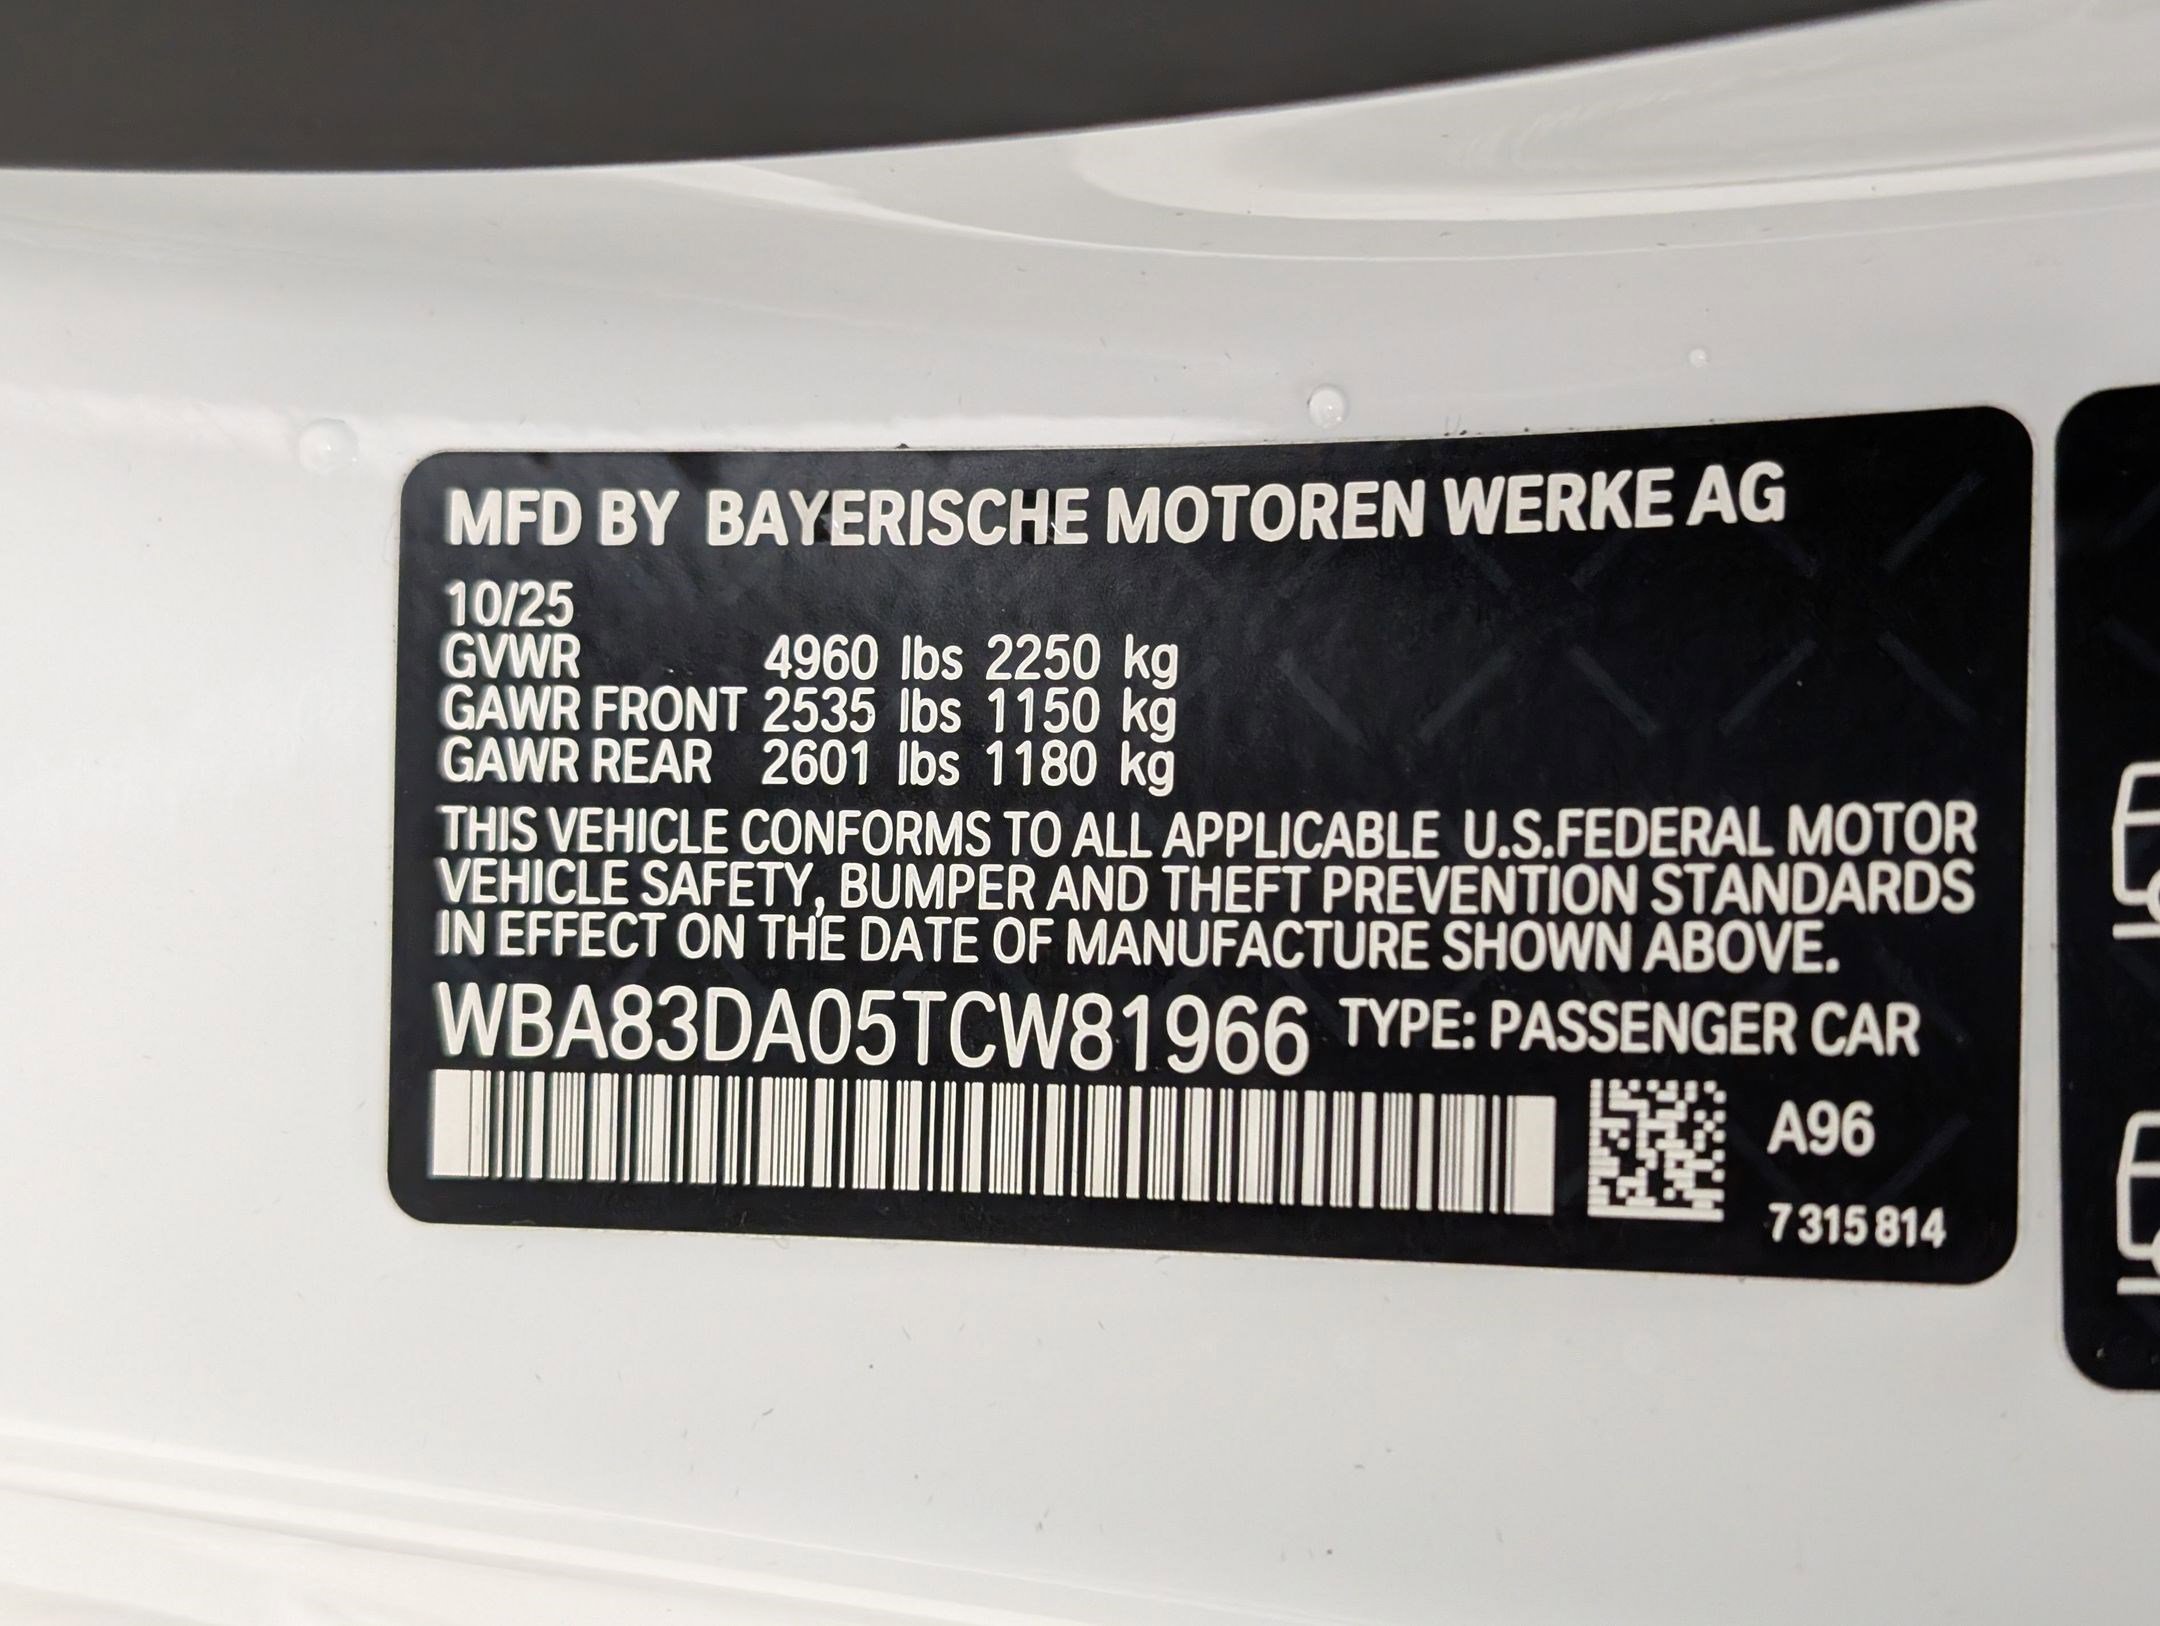 MFD BY BAYERISCHE MOTOREN WERKE AG
10/25
GVWR 4960 lbs 2250 kg
GAWR FRONT 2535 lbs 1150 kg
GAWR REAR 2601 lbs 1180 kg
THIS VEHICLE CONFORMS TO ALL APPLICABLE U.S.FEDERAL MOTOR
VEHICLE SAFETY, BUMPER AND THEFT PREVENTION STANDARDS
IN EFFECT ON THE DATE OF MANUFACTURE SHOWN ABOVE.
WBA83DA05TCW81966 TYPE: PASSENGER CAR
A96
7 315 814